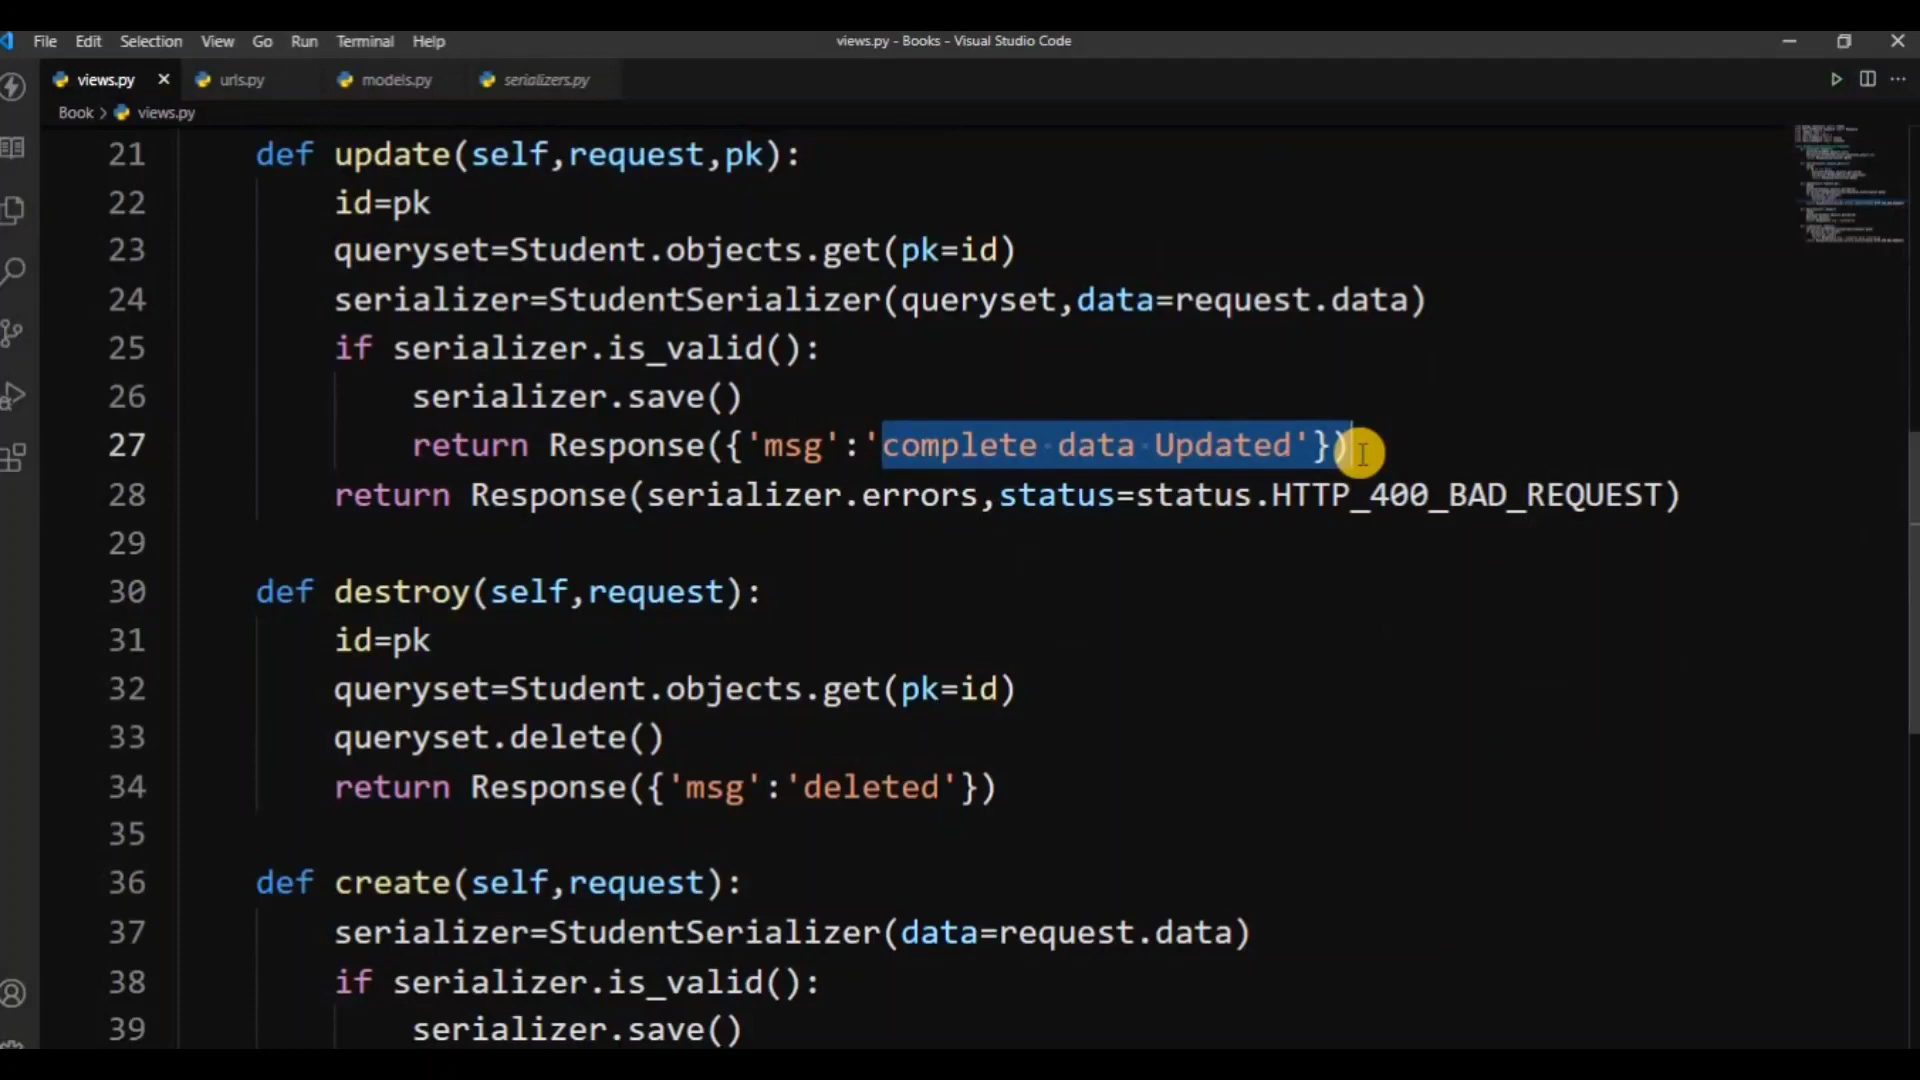 File Edit Selection View Go Run Terminal Help
views.py - Books - Visual Studio Code
views.py urls.py models.py serializers.py
Book > views.py
21 def update(self,request,pk):
22 id=pk
23 queryset=Student.objects.get(pk=id)
24 serializer=StudentSerializer(queryset,data=request.data)
25 if serializer.is_valid():
26 serializer.save()
27 return Response({'msg':'complete data Updated'})
28 return Response(serializer.errors,status=status.HTTP_400_BAD_REQUEST)
29
30 def destroy(self,request):
31 id=pk
32 queryset=Student.objects.get(pk=id)
33 queryset.delete()
34 return Response({'msg':'deleted'})
35
36 def create(self,request):
37 serializer=StudentSerializer(data=request.data)
38 if serializer.is_valid():
39 serializer.save()